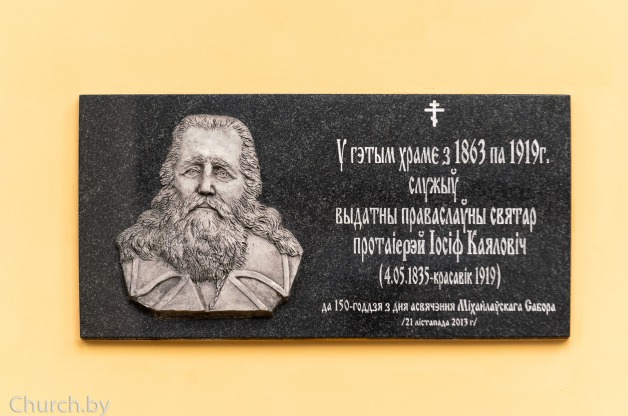 У гэтым храме з 1863 па 1919г.
служыў
выдатны праваслаўны святар
протаіерэй Іосіф Каяловіч
(4.05.1835-красавік 1919)
да 150-годдзя з дня асвячэння Міхайлаўскага Сабора
/21 лістапада 2013 г/
Church.by